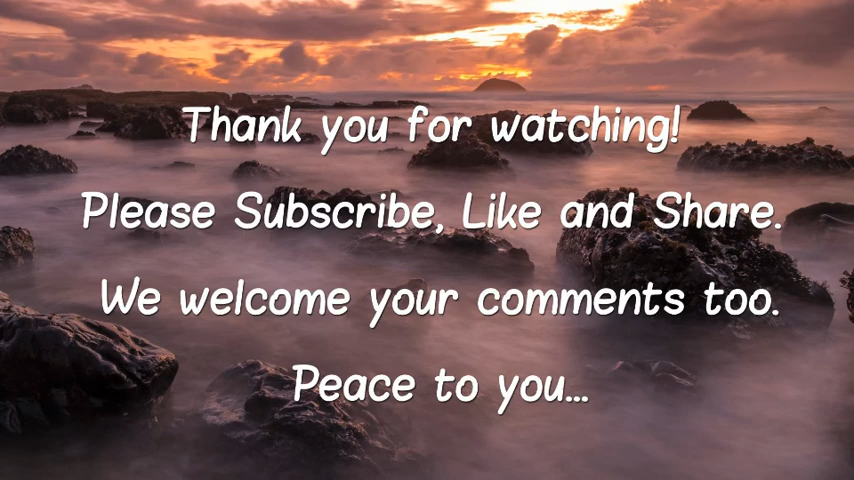 Thank you for watching!
Please Subscribe, Like and Share.
We welcome your comments too.
Peace to you...